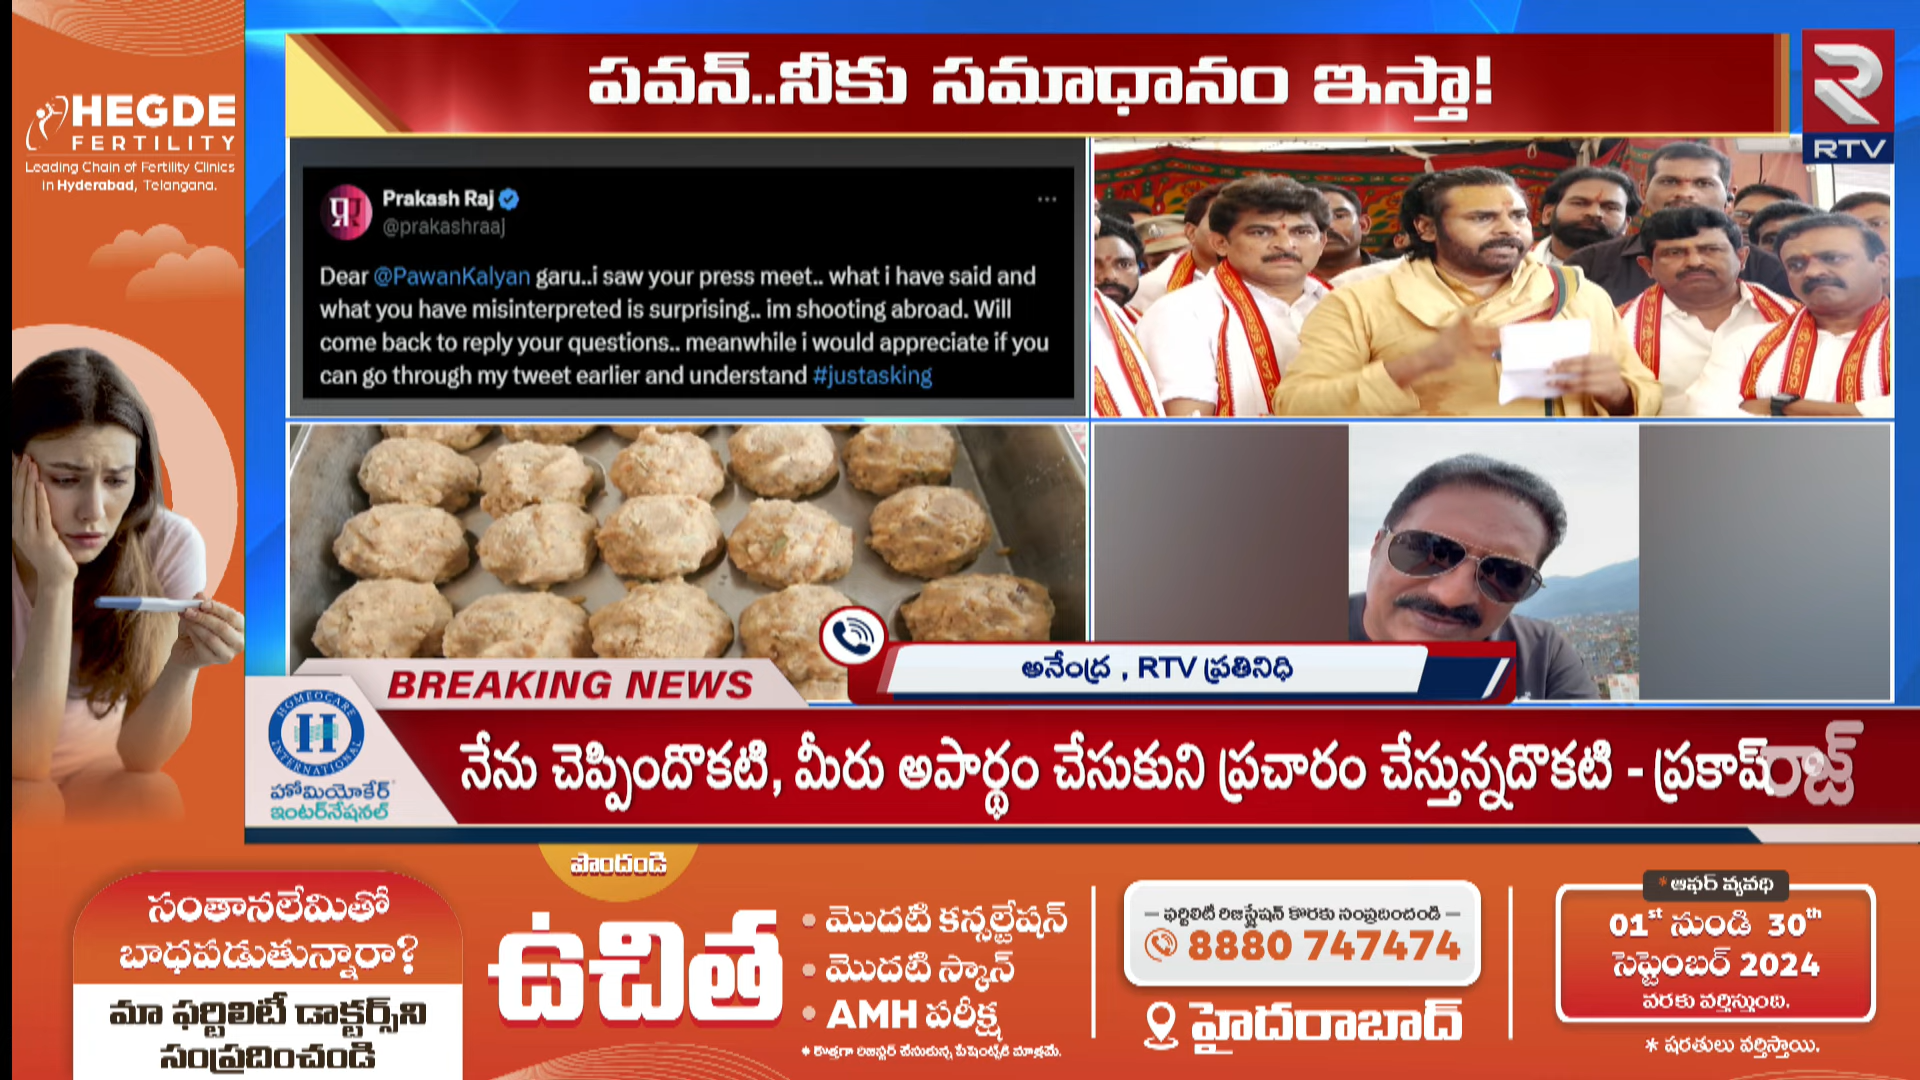 పవన్..నీకు సమాధానం ఇస్తా!
RTV
HEGDE
FERTILITY
Leading Chain of Fertility Clinics
in Hyderabad, Telangana.
Prakash Raj
@prakashraaj
Dear @PawanKalyan garu..i saw your press meet.. what i have said and
what you have misinterpreted is surprising.. im shooting abroad. Will
come back to reply your questions.. meanwhile i would appreciate if you
can go through my tweet earlier and understand #justasking
అనేంద్ర , RTV ప్రతినిధి
BREAKING NEWS
HOMEOCARE
H
INTERNATIONAL
హోమియోకేర్
ఇంటర్‌నేషనల్
నేను చెప్పిందొకటి, మీరు అపార్థం చేసుకుని ప్రచారం చేస్తున్నదొకటి - ప్రకాష్‌రాజ్
సంతానలేమితో
బాధపడుతున్నారా?
మా ఫర్టిలిటీ డాక్టర్స్‌ని
సంప్రదించండి
పొందండి
ఉచిత
• మొదటి కన్సల్టేషన్
• మొదటి స్కాన్
• AMH పరీక్ష
* కొత్తగా రిజిస్టర్ చేసుకున్న పేషెంట్స్‌కి మాత్రమే.
– ఫర్టిలిటీ రిజిస్ట్రేషన్ కొరకు సంప్రదించండి –
8880 747474
హైదరాబాద్
* ఆఫర్ వ్యవధి
01st నుండి 30th
సెప్టెంబర్ 2024
వరకు వర్తిస్తుంది.
* షరతులు వర్తిస్తాయి.